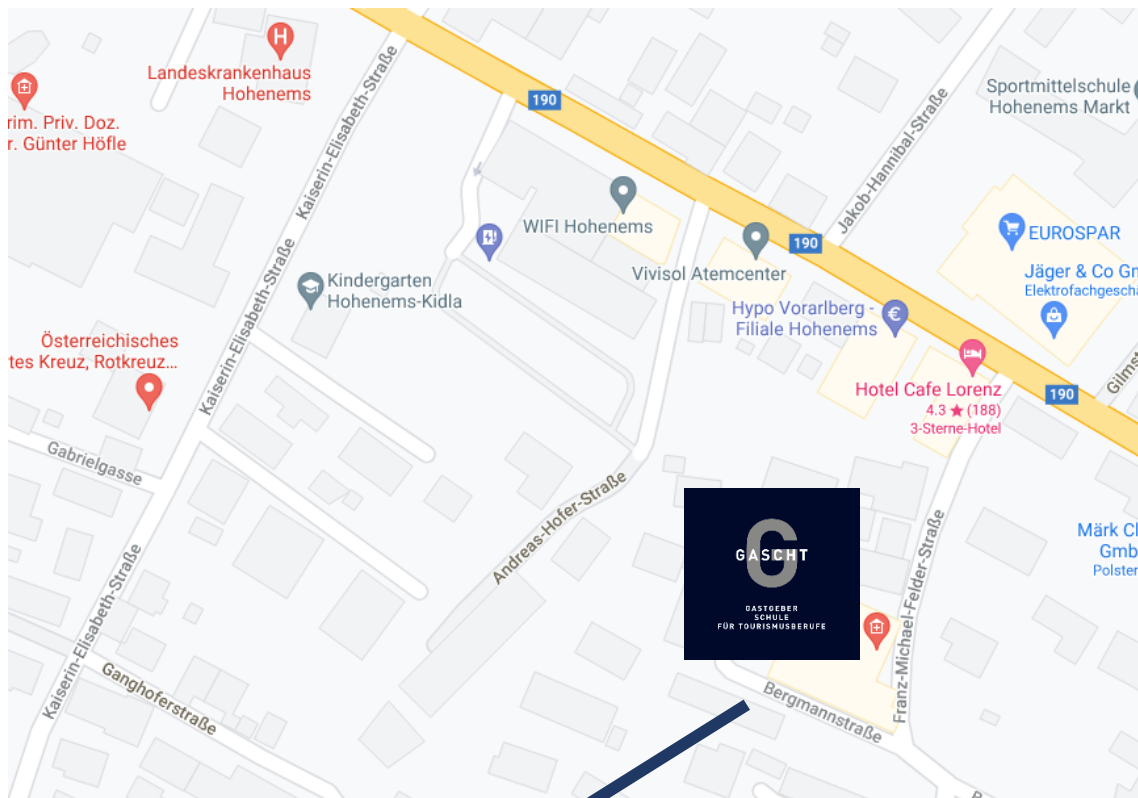 Landeskrankenhaus
Hohenems
rim. Priv. Doz.
r. Günter Höfle
Kaiserin-Elisabeth-Straße
190
Jakob-Hannibal-Straße
Sportmittelschule
Hohenems Markt
WIFI Hohenems
Vivisol Atemcenter
190
EUROSPAR
Jäger & Co Gm
Elektrofachgeschä
Kaiserin-Elisabeth-Straße
Kindergarten
Hohenems-Kidla
Hypo Vorarlberg -
Filiale Hohenems
Österreichisches
tes Kreuz, Rotkreuz...
Hotel Cafe Lorenz
4.3 ★ (188)
3-Sterne-Hotel
190
Gilmst
Gabrielgasse
Andreas-Hofer-Straße
Märk Cl
Gmb
Polster
GASCHT
GASTGEBER
SCHULE
FÜR TOURISMUSBERUFE
Franz-Michael-Felder-Straße
Kaiserin-Elisabeth-Straße
Ganghoferstraße
Bergmannstraße